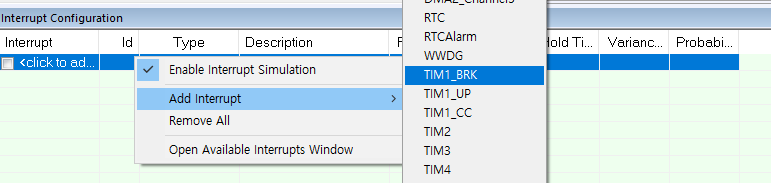 DMA2_Channel5
Interrupt Configuration
RTC
Interrupt Id Type Description Hold Ti... Varianc... Probabi...
RTCAlarm
WWDG
<click to ad...
Enable Interrupt Simulation
TIM1_BRK
Add Interrupt
TIM1_UP
Remove All
TIM1_CC
TIM2
Open Available Interrupts Window
TIM3
TIM4